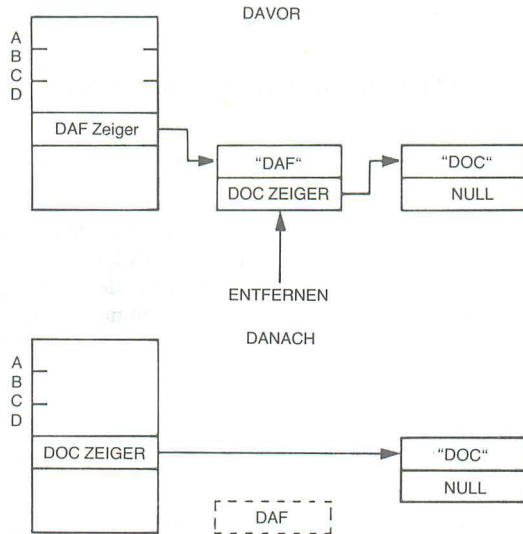 DAVOR
A
B
C
D
DAF Zeiger
“DAF“
“DOC“
DOC ZEIGER
NULL
ENTFERNEN
DANACH
A
B
C
D
DOC ZEIGER
“DOC“
NULL
DAF